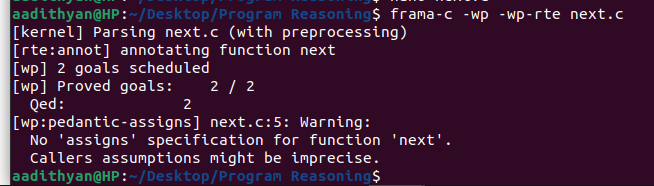 aadithyan@HP:~/Desktop/Program Reasoning$ frama-c -wp -wp-rte next.c
[kernel] Parsing next.c (with preprocessing)
[rte:annot] annotating function next
[wp] 2 goals scheduled
[wp] Proved goals:    2 / 2
  Qed:               2
[wp:pedantic-assigns] next.c:5: Warning:
  No 'assigns' specification for function 'next'.
  Callers assumptions might be imprecise.
aadithyan@HP:~/Desktop/Program Reasoning$